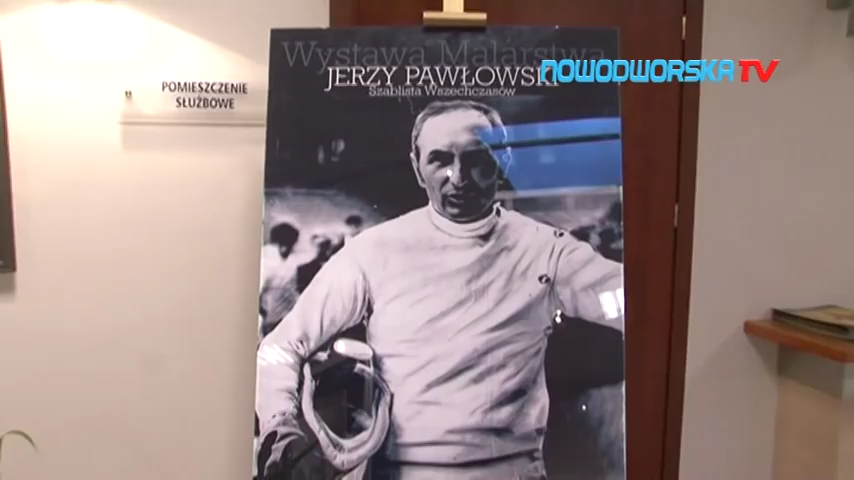 Wystawa Malarstwa
JERZY PAWŁOWSKI
Szablista Wszechczasów
NOWODWORSKA TV
POMIESZCZENIE
SŁUŻBOWE